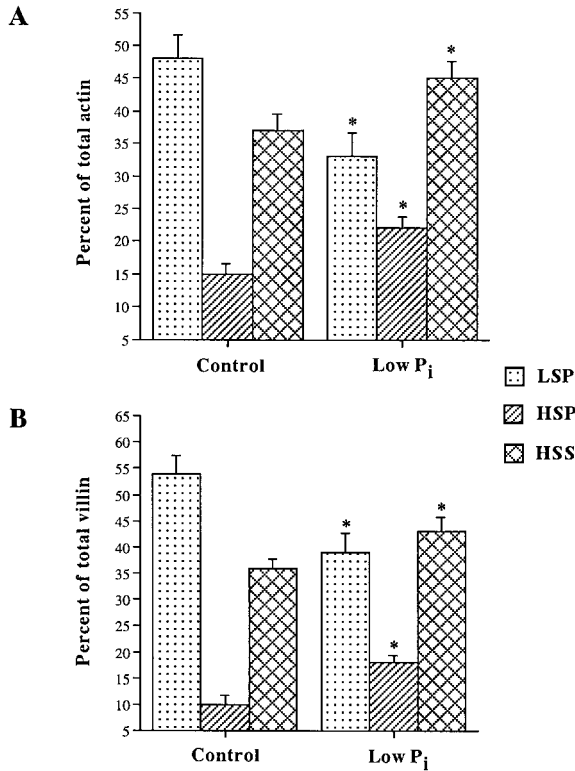 A
Percent of total actin
55
50
45
40
35
30
25
20
15
10
5
*
*
*
Control
Low Pi
LSP
HSP
HSS
B
Percent of total villin
65
60
55
50
45
40
35
30
25
20
15
10
5
*
*
*
Control
Low Pi